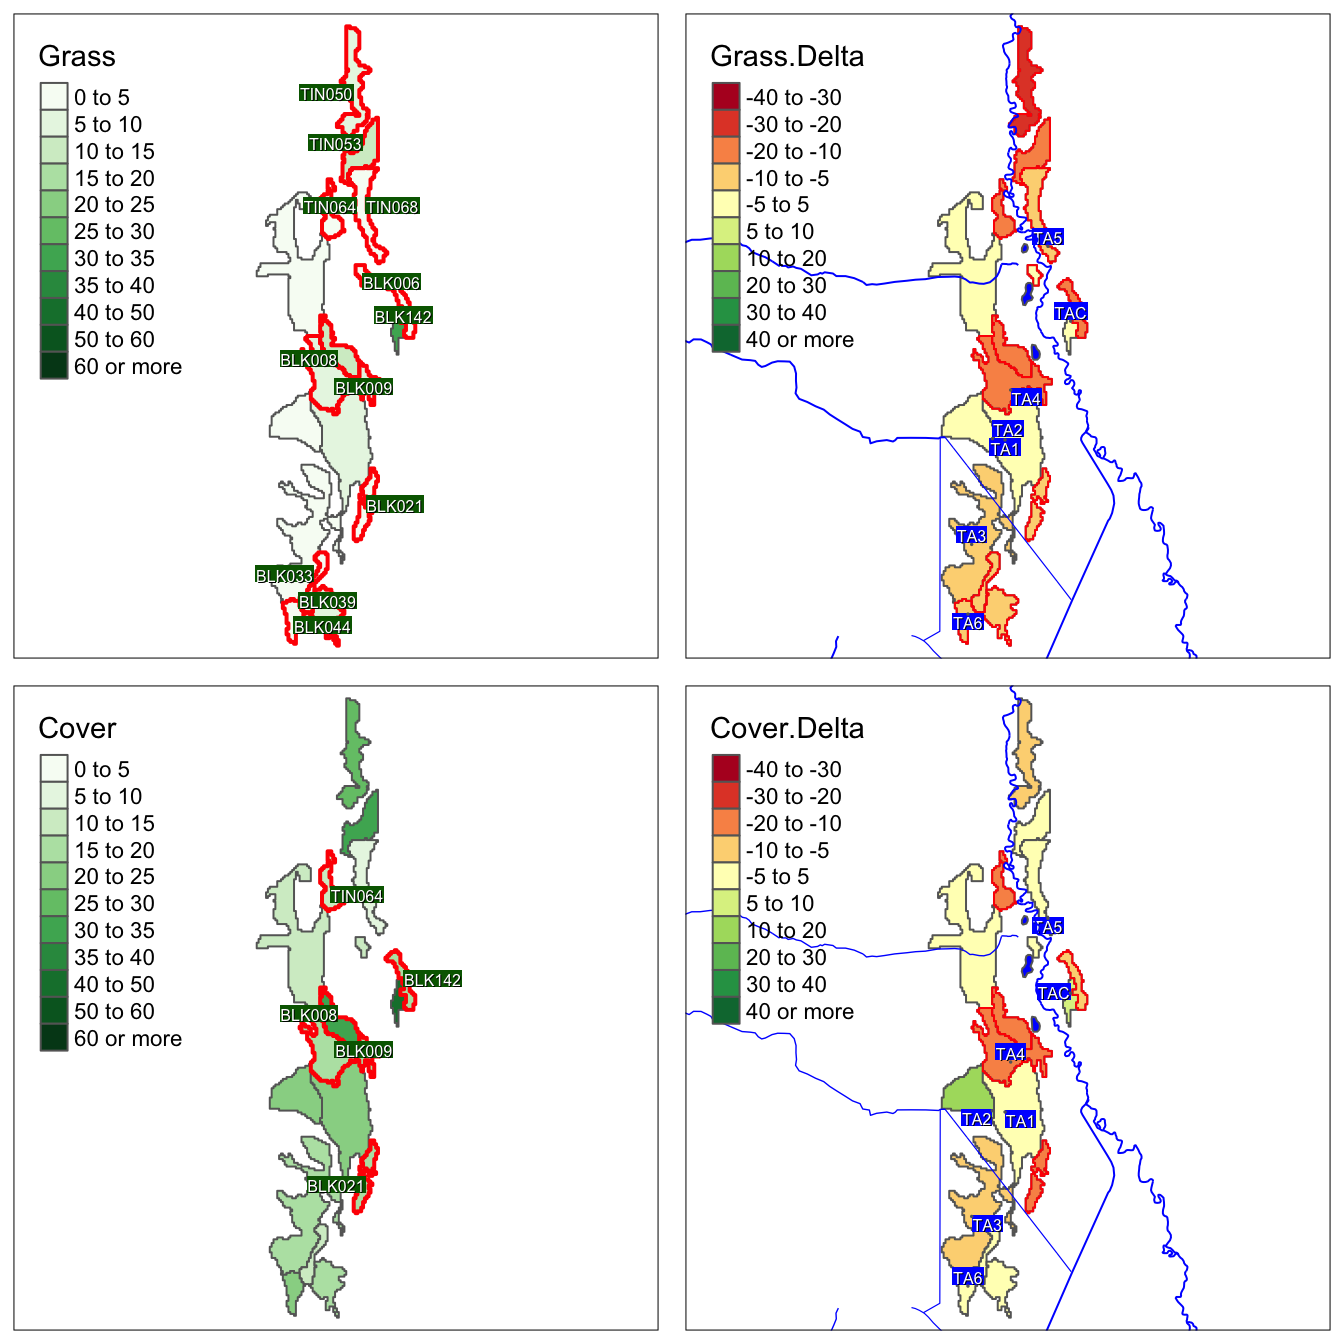 Grass
0 to 5
5 to 10
10 to 15
15 to 20
20 to 25
25 to 30
30 to 35
35 to 40
40 to 50
50 to 60
60 or more
TIN050
TIN053
TIN064
TIN068
BLK006
BLK142
BLK008
BLK009
BLK021
BLK033
BLK039
BLK044
Grass.Delta
-40 to -30
-30 to -20
-20 to -10
-10 to -5
-5 to 5
5 to 10
10 to 20
20 to 30
30 to 40
40 or more
TA5
TAC
TA4
TA2
TA1
TA3
TA6
Cover
0 to 5
5 to 10
10 to 15
15 to 20
20 to 25
25 to 30
30 to 35
35 to 40
40 to 50
50 to 60
60 or more
TIN064
BLK142
BLK008
BLK009
BLK021
Cover.Delta
-40 to -30
-30 to -20
-20 to -10
-10 to -5
-5 to 5
5 to 10
10 to 20
20 to 30
30 to 40
40 or more
TA5
TAC
TA4
TA2
TA1
TA3
TA6